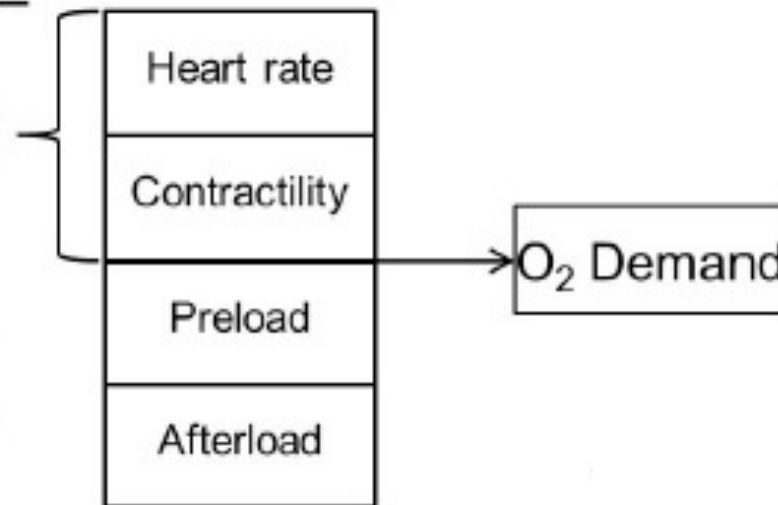 Heart rate
Contractility
O₂ Demand
Preload
Afterload